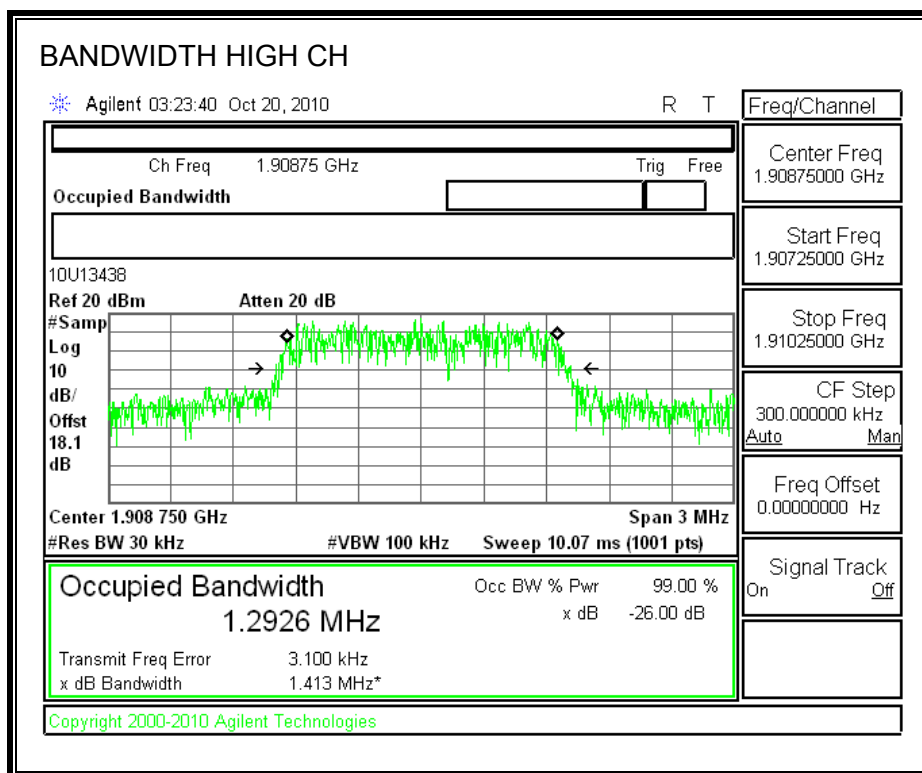 BANDWIDTH HIGH CH
Agilent 03:23:40 Oct 20, 2010 R T
Freq/Channel
Ch Freq 1.90875 GHz Trig Free
Occupied Bandwidth
Center Freq
1.90875000 GHz
Start Freq
1.90725000 GHz
Stop Freq
1.91025000 GHz
CF Step
300.000000 kHz
Auto Man
Freq Offset
0.00000000 Hz
Signal Track
On Off
10U13438
Ref 20 dBm Atten 20 dB
#Samp
Log
10
dB/
Offst
18.1
dB
Center 1.908 750 GHz Span 3 MHz
#Res BW 30 kHz #VBW 100 kHz Sweep 10.07 ms (1001 pts)
Occupied Bandwidth Occ BW % Pwr 99.00 %
1.2926 MHz x dB -26.00 dB
Transmit Freq Error 3.100 kHz
x dB Bandwidth 1.413 MHz*
Copyright 2000-2010 Agilent Technologies